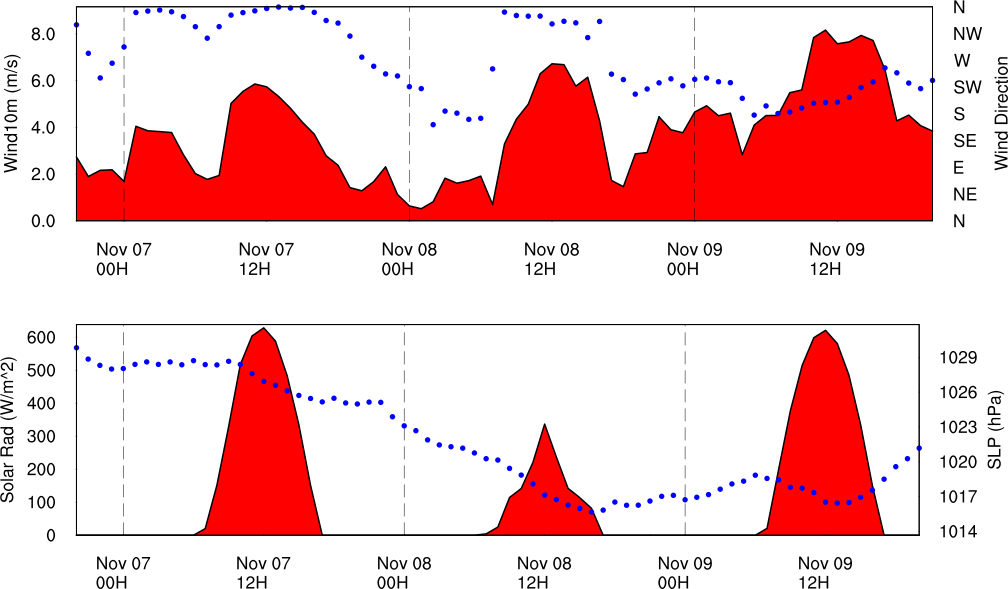 Wind10m (m/s)
8.0
6.0
4.0
2.0
0.0
N
NW
W
SW
S
SE
E
NE
N
Wind Direction
Nov 07 Nov 07 Nov 08 Nov 08 Nov 09 Nov 09
00H 12H 00H 12H 00H 12H
Solar Rad (W/m^2)
600
500
400
300
200
100
0
1029
1026
1023
1020
1017
1014
SLP (hPa)
Nov 07 Nov 07 Nov 08 Nov 08 Nov 09 Nov 09
00H 12H 00H 12H 00H 12H